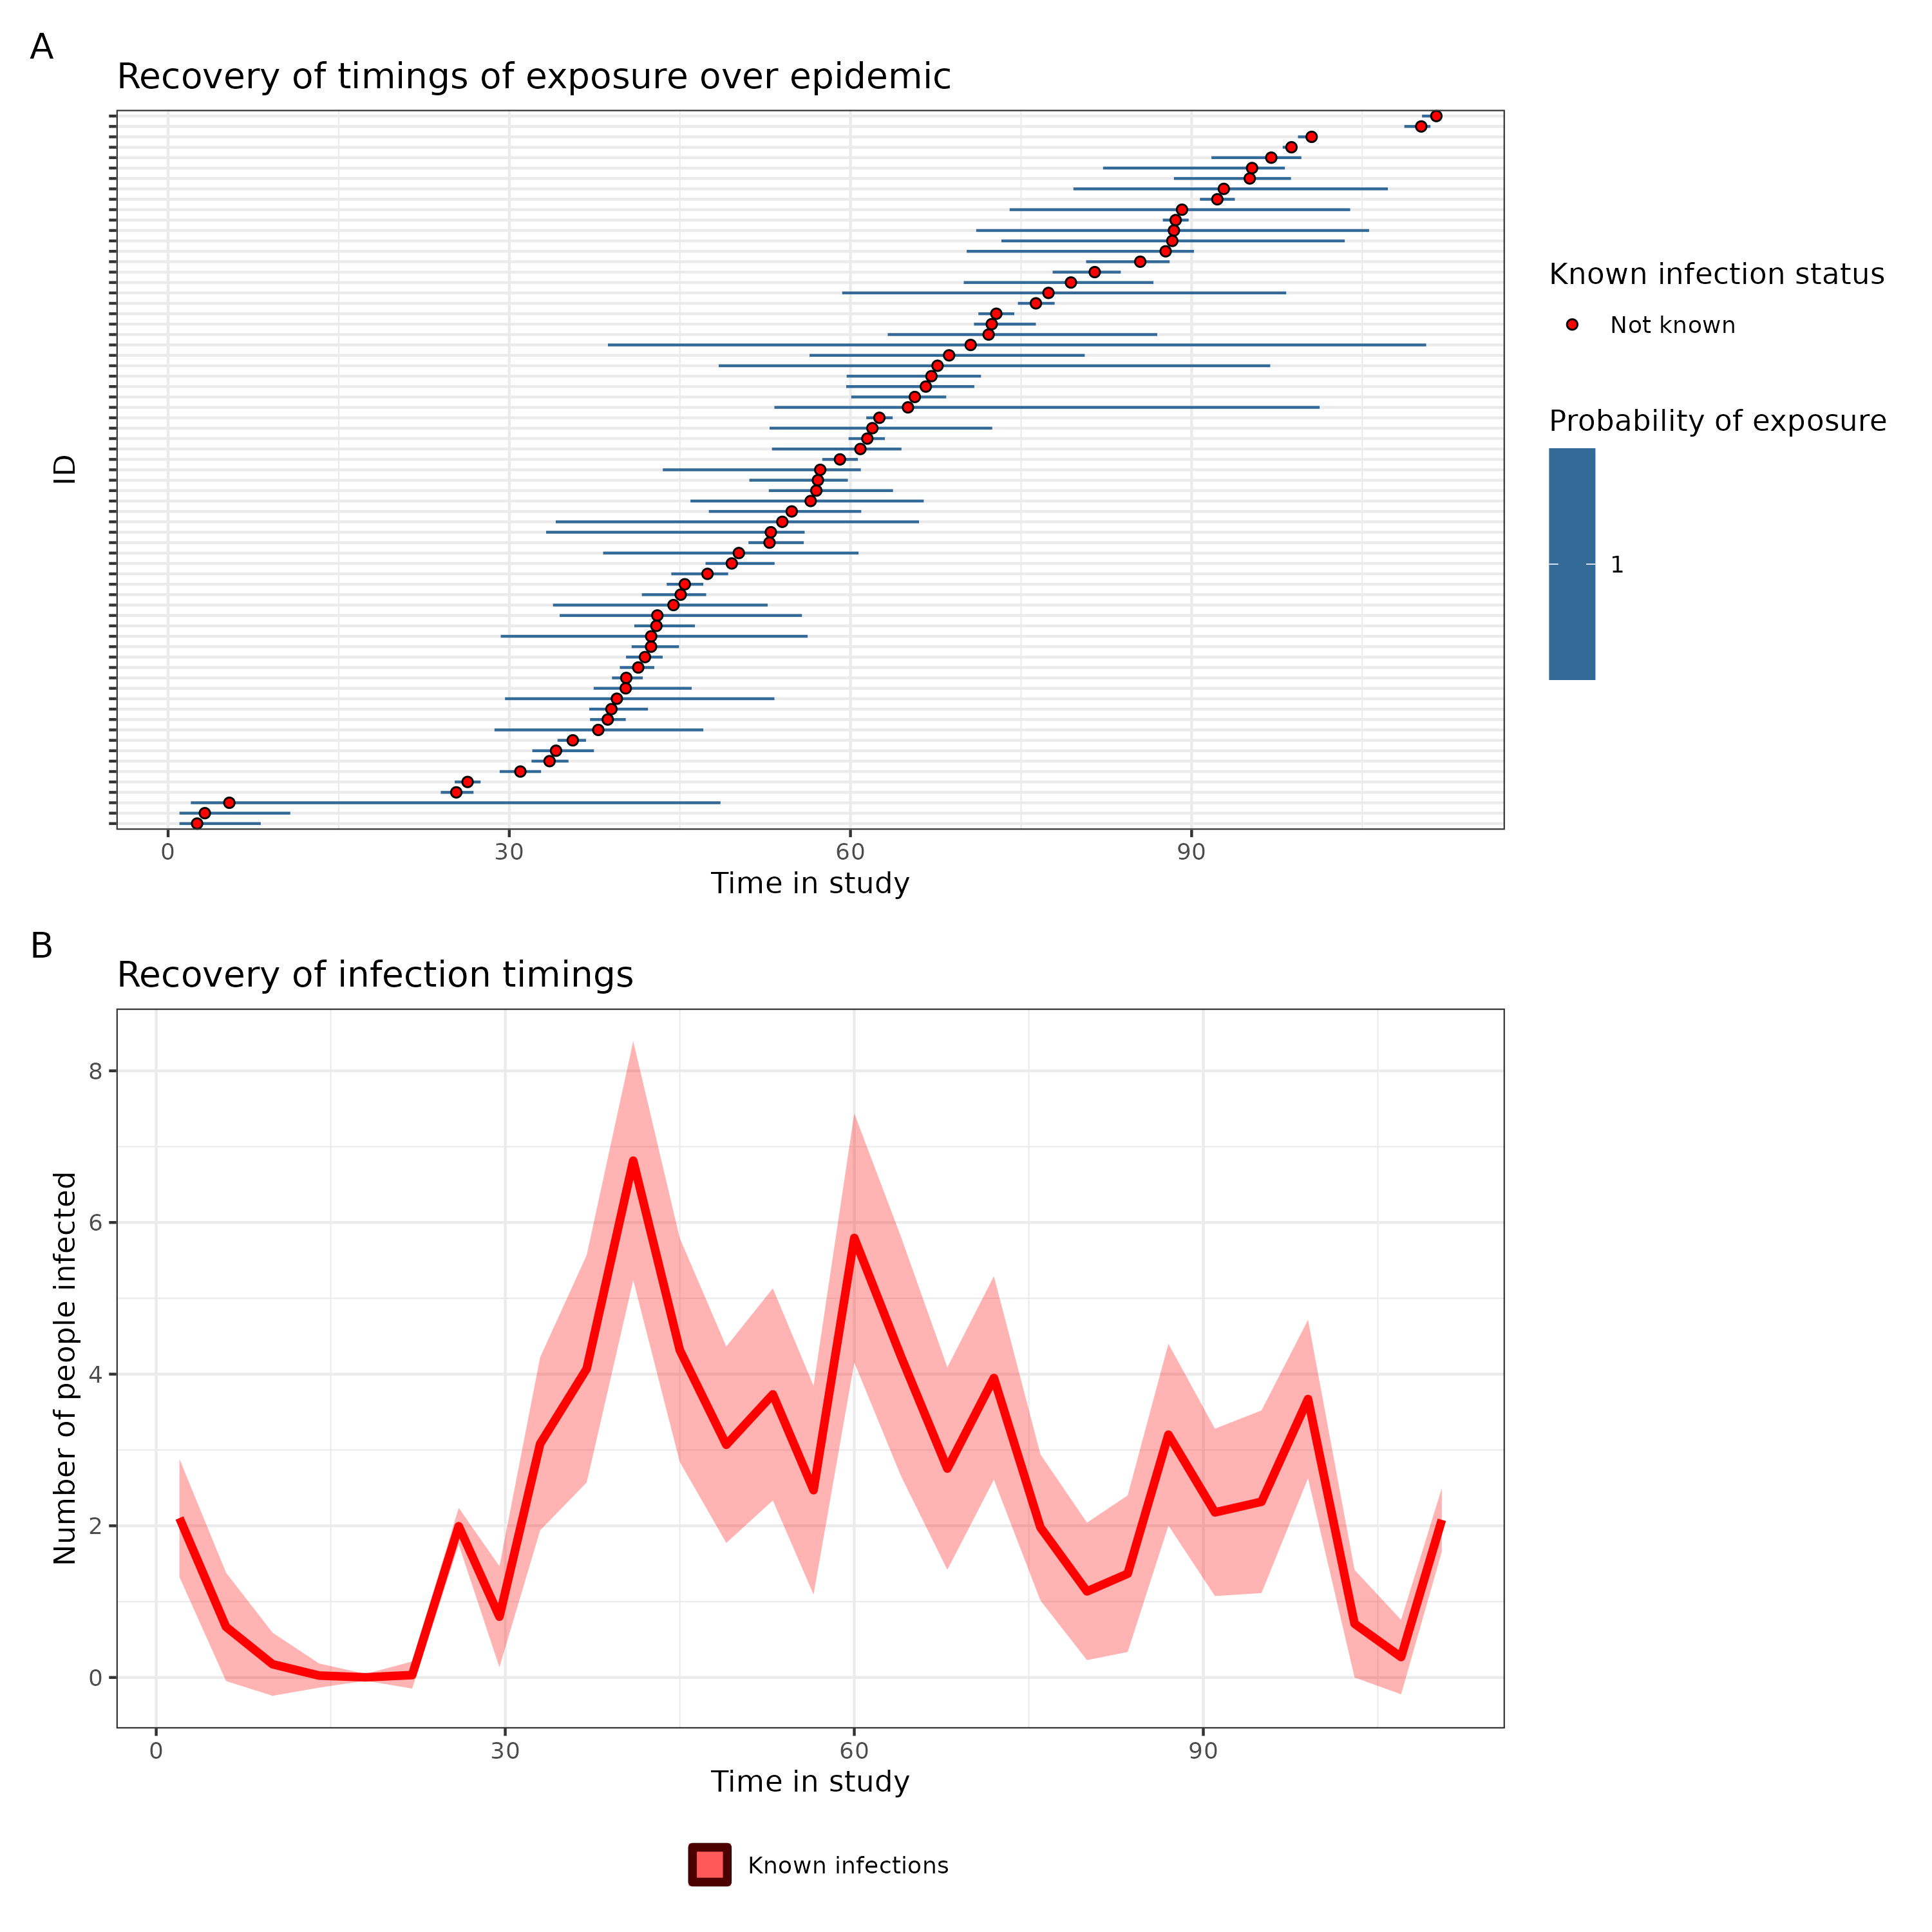 A
Recovery of timings of exposure over epidemic
ID
0 30 60 90
Time in study
Known infection status
Not known
Probability of exposure
1
B
Recovery of infection timings
Number of people infected
8
6
4
2
0
0 30 60 90
Time in study
Known infections